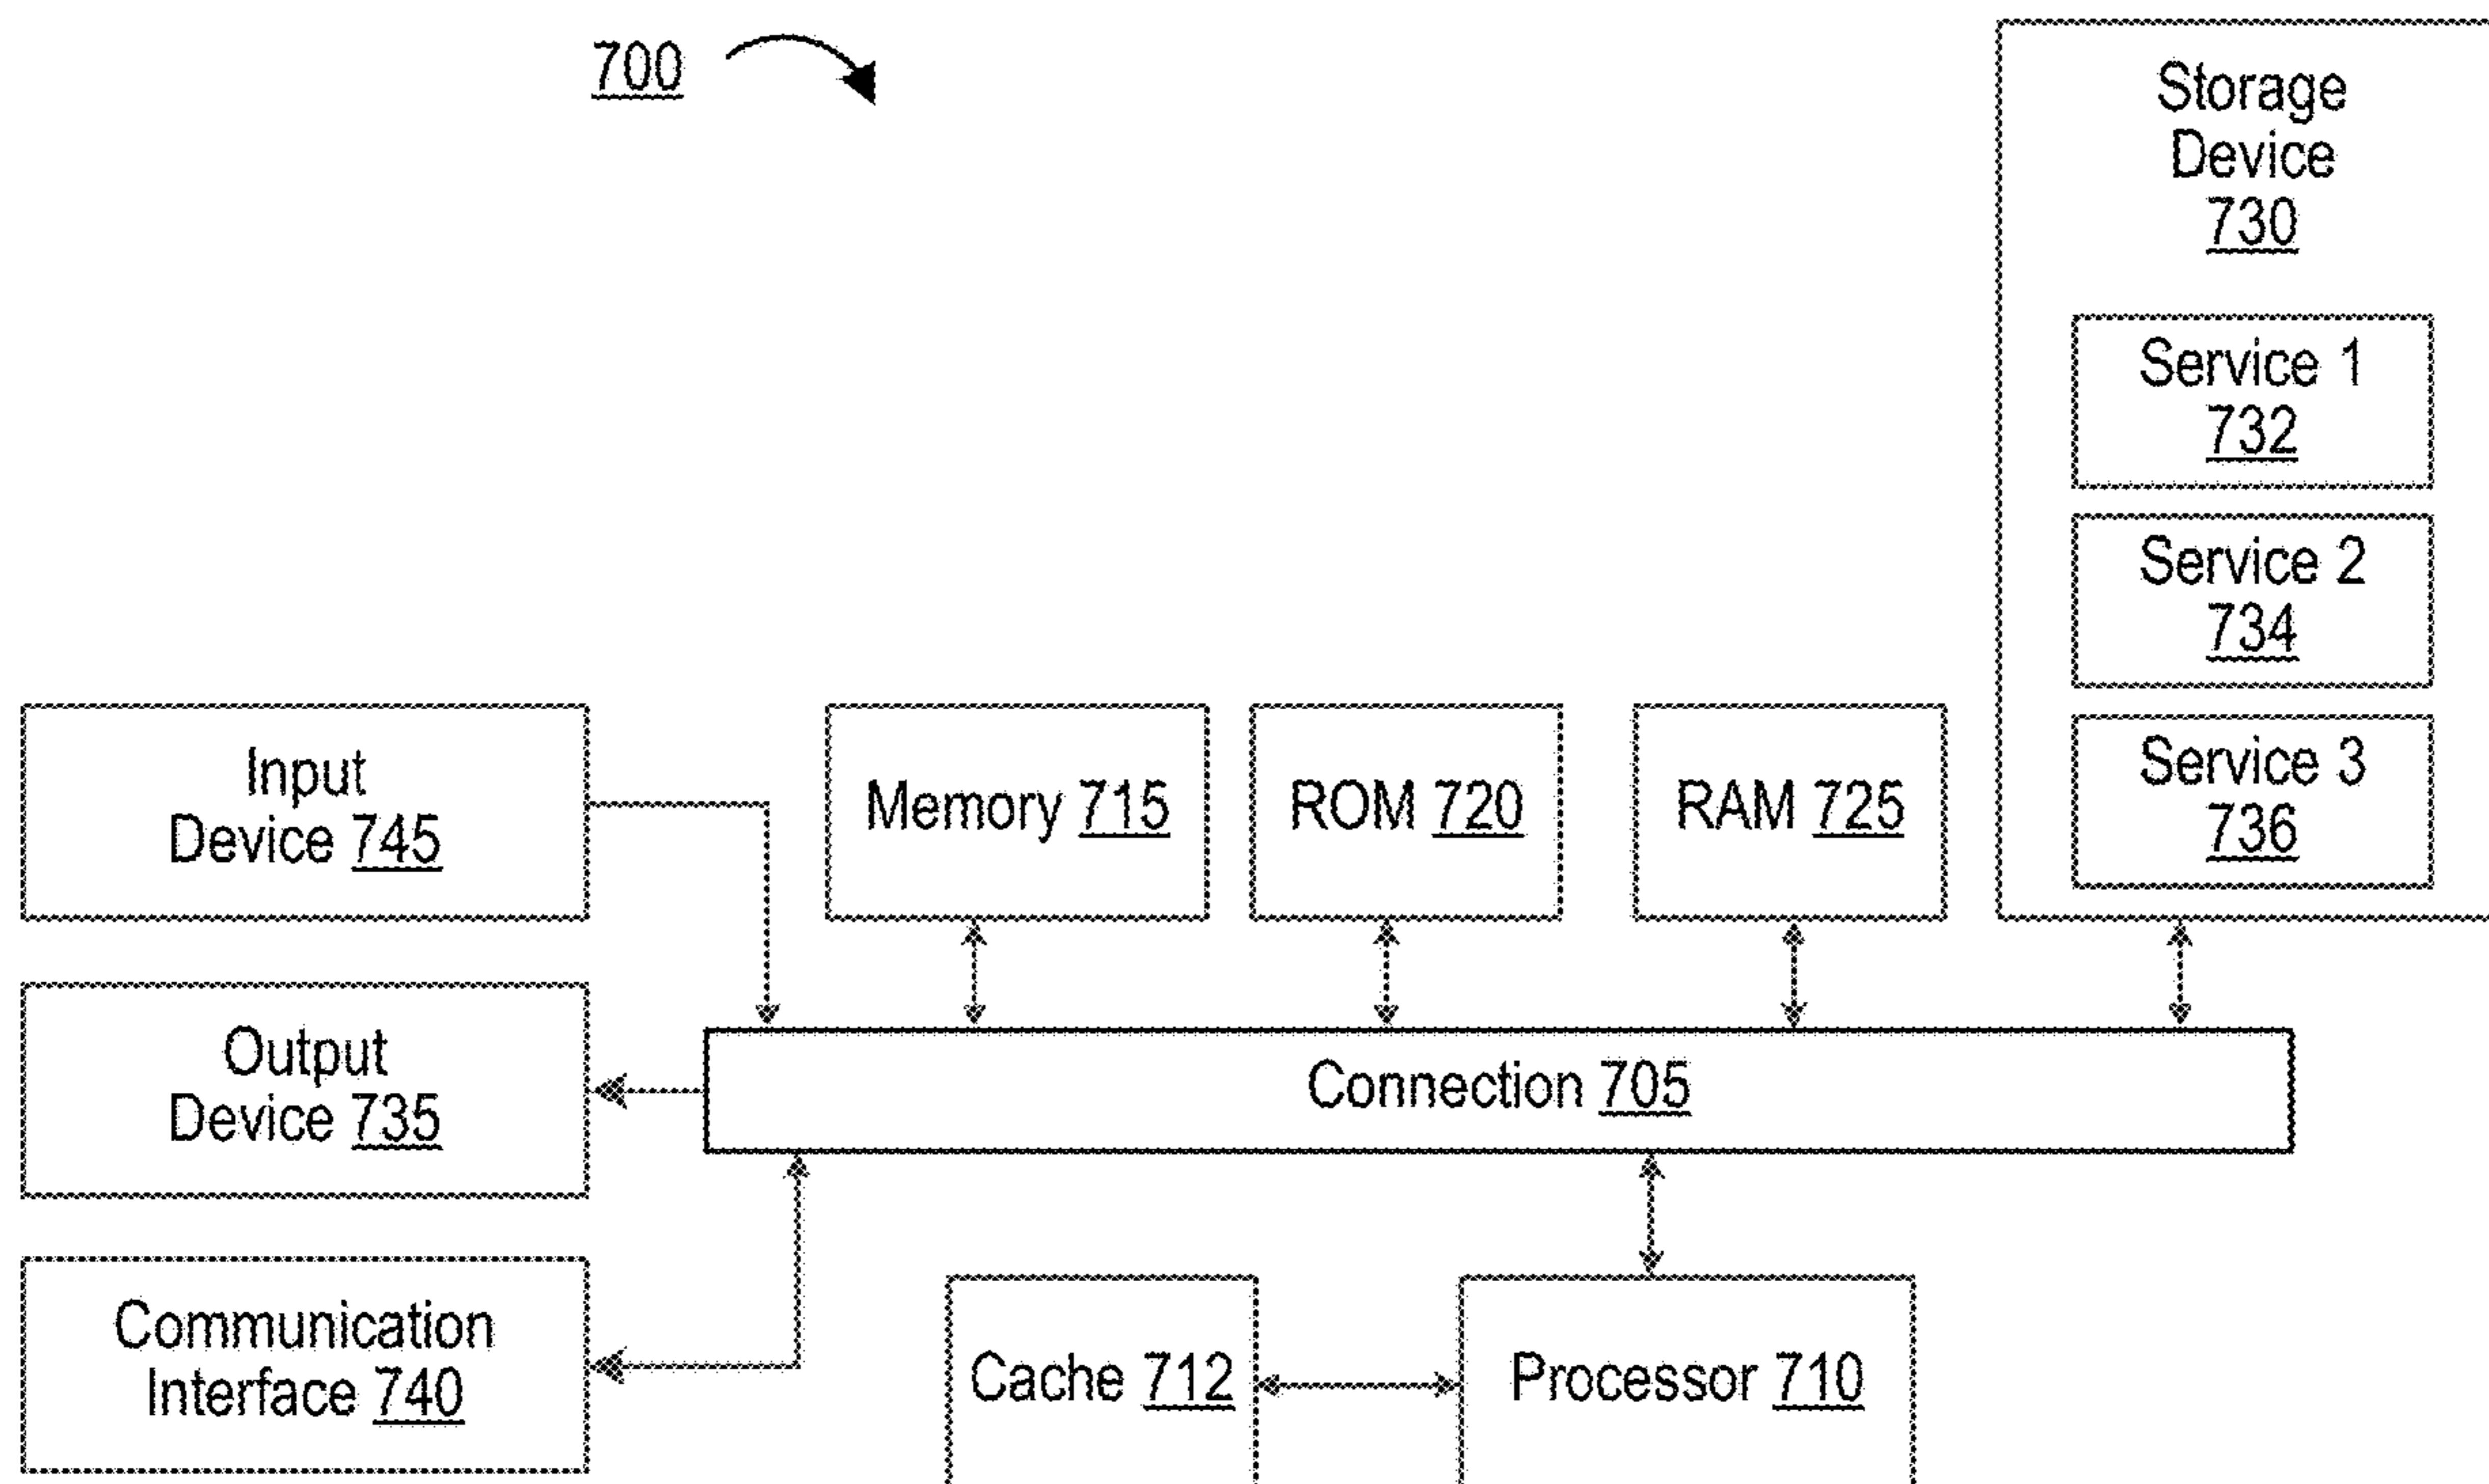 700
Storage
Device
730
Service 1
732
Service 2
734
Service 3
736
Input
Device 745
Memory 715
ROM 720
RAM 725
Output
Device 735
Connection 705
Communication
Interface 740
Cache 712
Processor 710